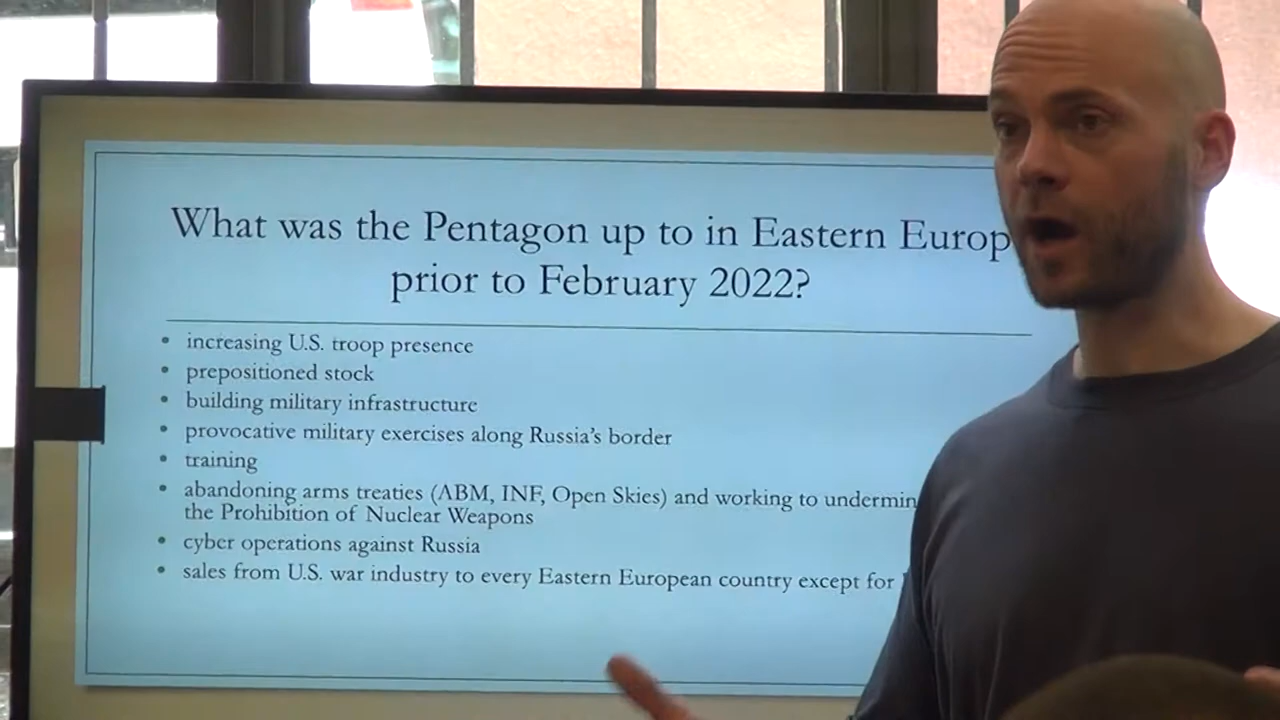 What was the Pentagon up to in Eastern Europ
prior to February 2022?
• increasing U.S. troop presence
• prepositioned stock
• building military infrastructure
• provocative military exercises along Russia's border
• training
• abandoning arms treaties (ABM, INF, Open Skies) and working to undermin
the Prohibition of Nuclear Weapons
• cyber operations against Russia
• sales from U.S. war industry to every Eastern European country except for